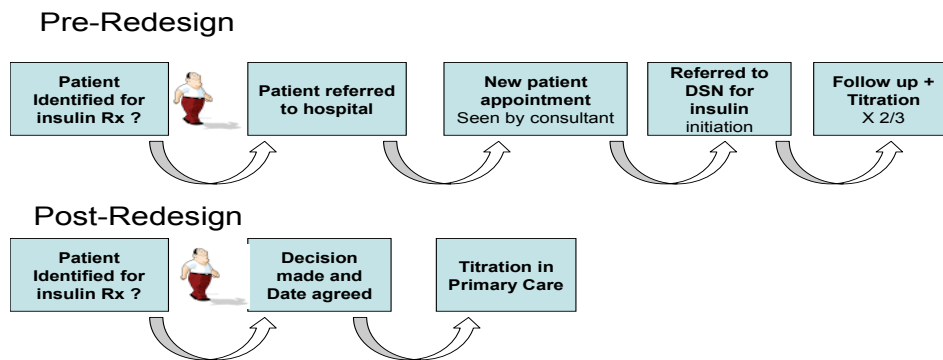 Pre-Redesign
Patient
Identified for
insulin Rx ?
Patient referred
to hospital
New patient
appointment
Seen by consultant
Referred to
DSN for
insulin
initiation
Follow up +
Titration
X 2/3
Post-Redesign
Patient
Identified for
insulin Rx ?
Decision
made and
Date agreed
Titration in
Primary Care